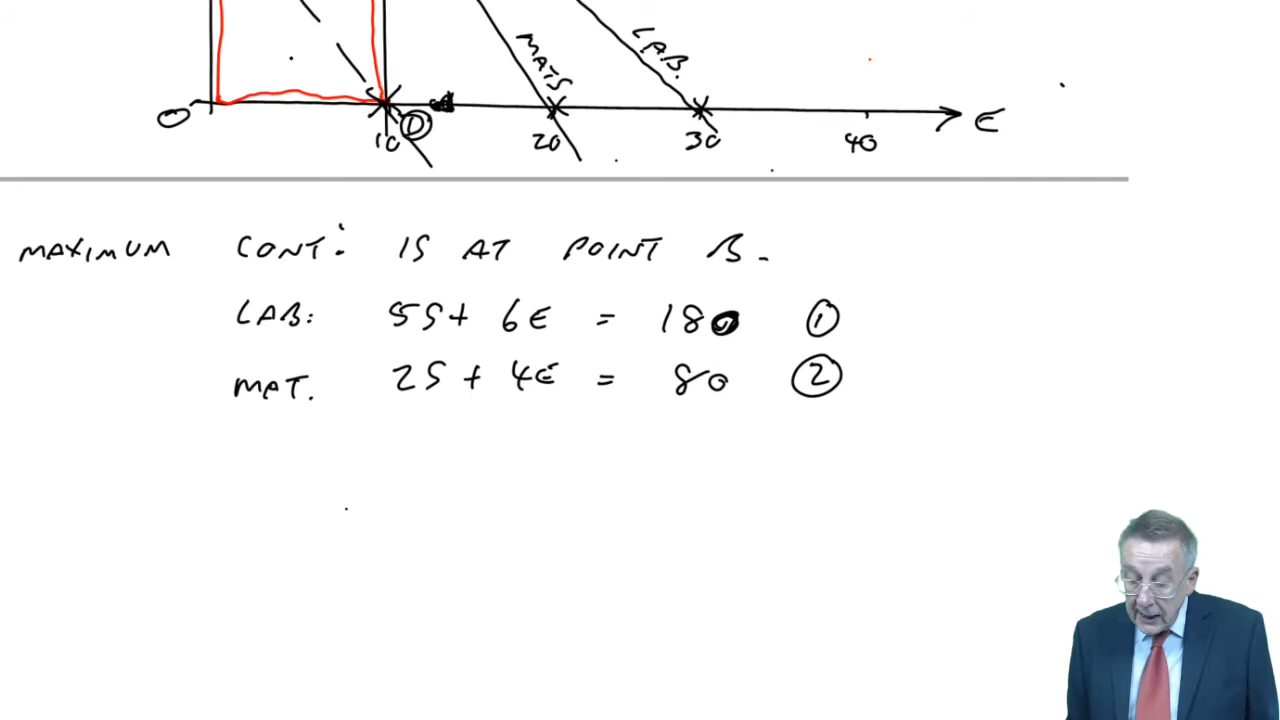 MATS
LAB.
O
10
D
20
30
40
E
MAXIMUM CONT: IS AT POINT B.
LAB: 5S + 6E = 180 ①
MAT. 2S + 4E = 80 ②